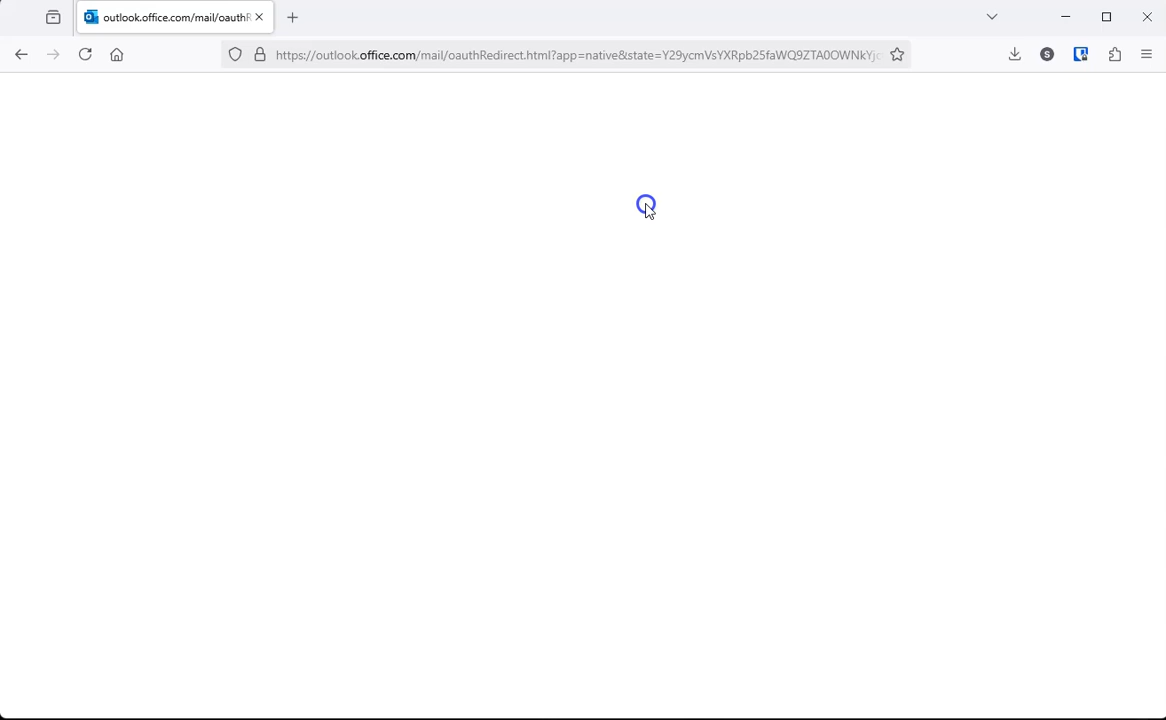 outlook.office.com/mail/oauthR
https://outlook.office.com/mail/oauthRedirect.html?app=native&state=Y29ycmVsYXRpb25faWQ9ZTA0OWNkYjc
S